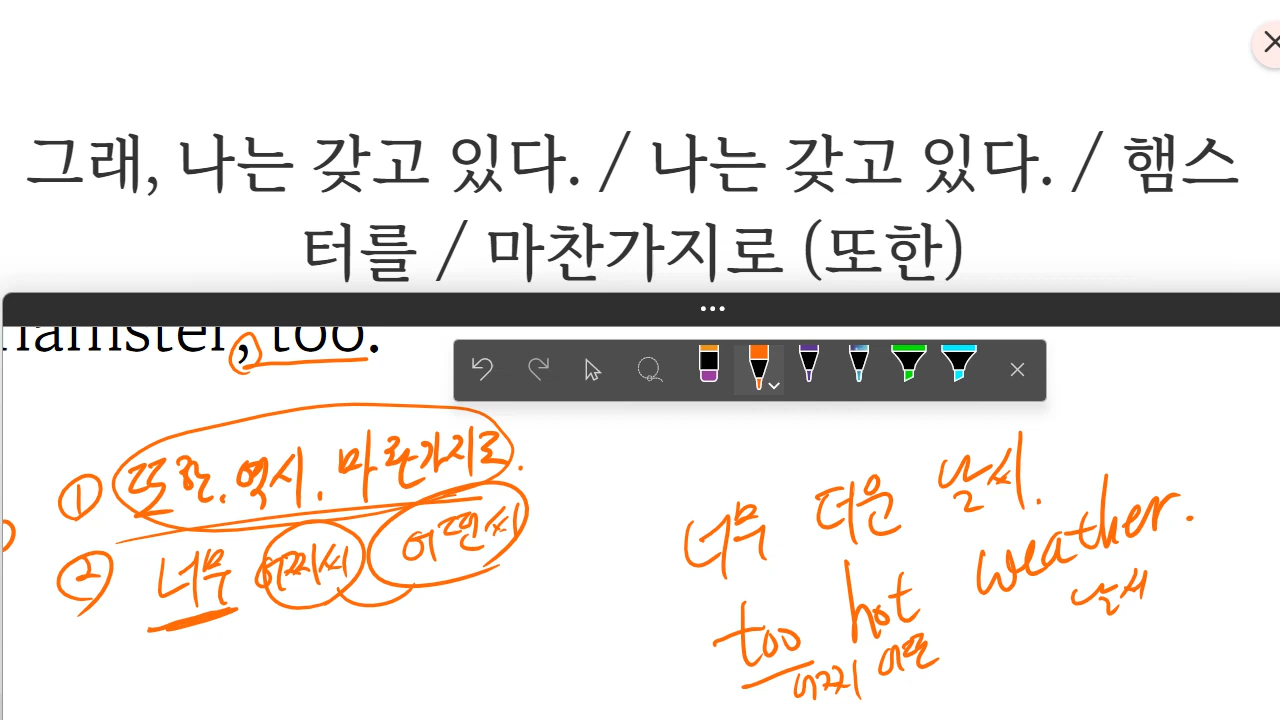 그래, 나는 갖고 있다. / 나는 갖고 있다. / 햄스
터를 / 마찬가지로 (또한)
hamster, too.
① 또한. 역시. 마찬가지로.
② 너무 어찌씨 어떤씨
너무 더운 날씨.
too hot weather.
어찌 어떤 날씨